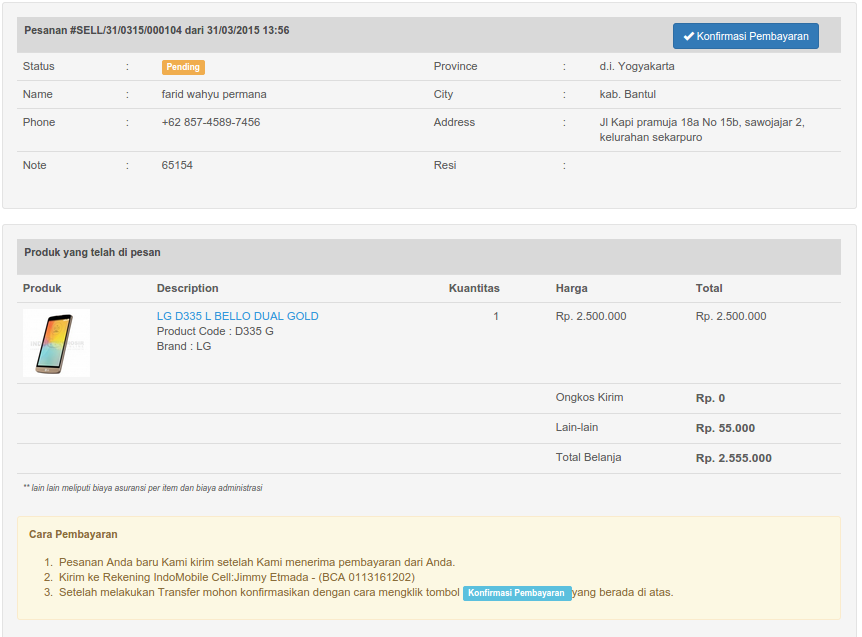 Pesanan #SELL/31/0315/000104 dari 31/03/2015 13:56
Konfirmasi Pembayaran
Status : Pending Province : d.i. Yogyakarta
Name : farid wahyu permana City : kab. Bantul
Phone : +62 857-4589-7456 Address : Jl Kapi pramuja 18a No 15b, sawojajar 2,
kelurahan sekarpuro
Note : 65154 Resi :
Produk yang telah di pesan
Produk Description Kuantitas Harga Total
LG D335 L BELLO DUAL GOLD 1 Rp. 2.500.000 Rp. 2.500.000
Product Code : D335 G
Brand : LG
Ongkos Kirim Rp. 0
Lain-lain Rp. 55.000
Total Belanja Rp. 2.555.000
** lain lain meliputi biaya asuransi per item dan biaya administrasi
Cara Pembayaran
1. Pesanan Anda baru Kami kirim setelah Kami menerima pembayaran dari Anda.
2. Kirim ke Rekening IndoMobile Cell:Jimmy Etmada - (BCA 0113161202)
3. Setelah melakukan Transfer mohon konfirmasikan dengan cara mengklik tombol Konfirmasi Pembayaran yang berada di atas.